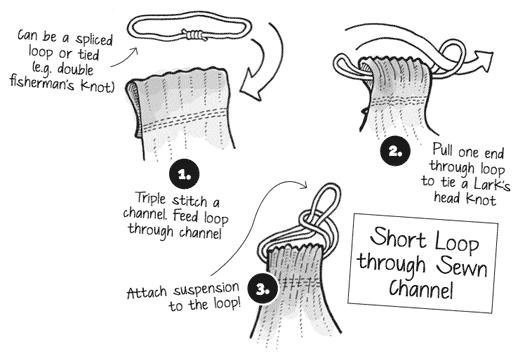 Can be a spliced
loop or tied
(e.g. double
fisherman's Knot)
1.
Triple stitch a
channel. Feed loop
through channel
2.
Pull one end
through loop
to tie a Lark's
head Knot
3.
Attach suspension
to the loop!
Short Loop
through Sewn
Channel